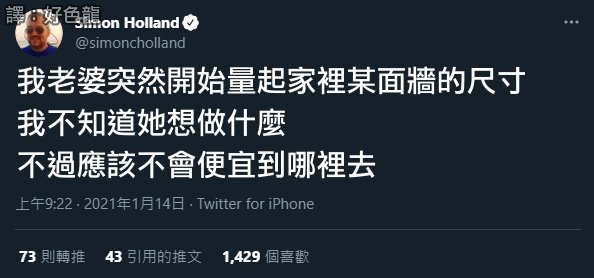 譯：好色龍
Simon Holland
@simoncholland
我老婆突然開始量起家裡某面牆的尺寸
我不知道她想做什麼
不過應該不會便宜到哪裡去
上午9:22 · 2021年1月14日 · Twitter for iPhone
73 則轉推 43 引用的推文 1,429 個喜歡